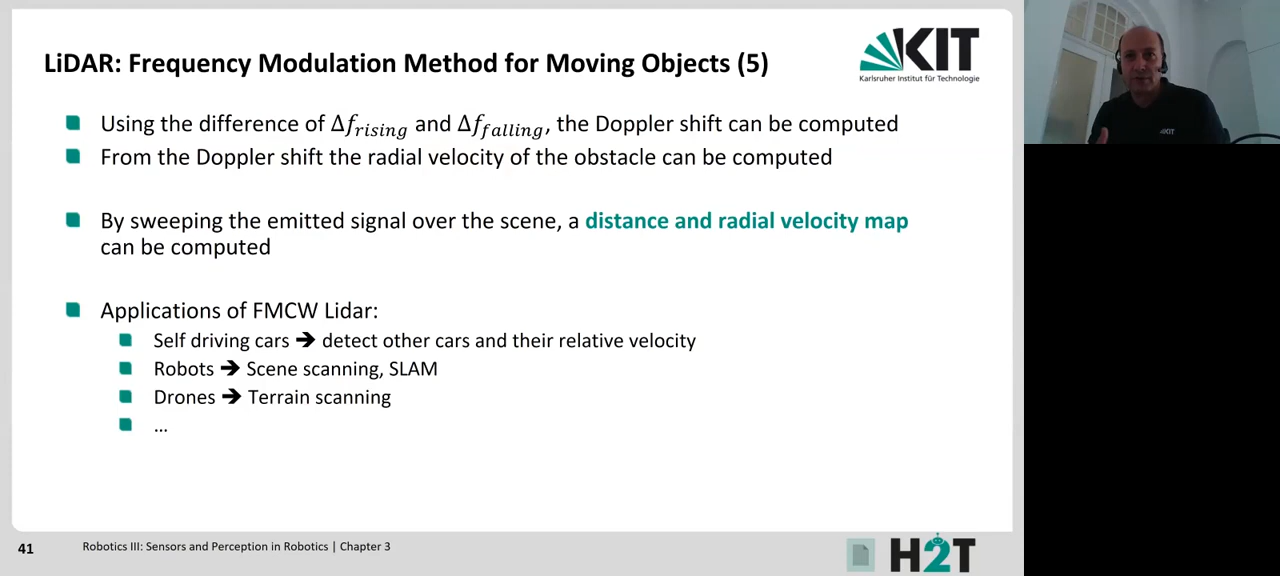 LiDAR: Frequency Modulation Method for Moving Objects (5)
KIT
Karlsruher Institut für Technologie
Using the difference of Δf_rising and Δf_falling, the Doppler shift can be computed
From the Doppler shift the radial velocity of the obstacle can be computed
By sweeping the emitted signal over the scene, a distance and radial velocity map
can be computed
Applications of FMCW Lidar:
Self driving cars ➔ detect other cars and their relative velocity
Robots ➔ Scene scanning, SLAM
Drones ➔ Terrain scanning
...
41
Robotics III: Sensors and Perception in Robotics | Chapter 3
H2T
KIT